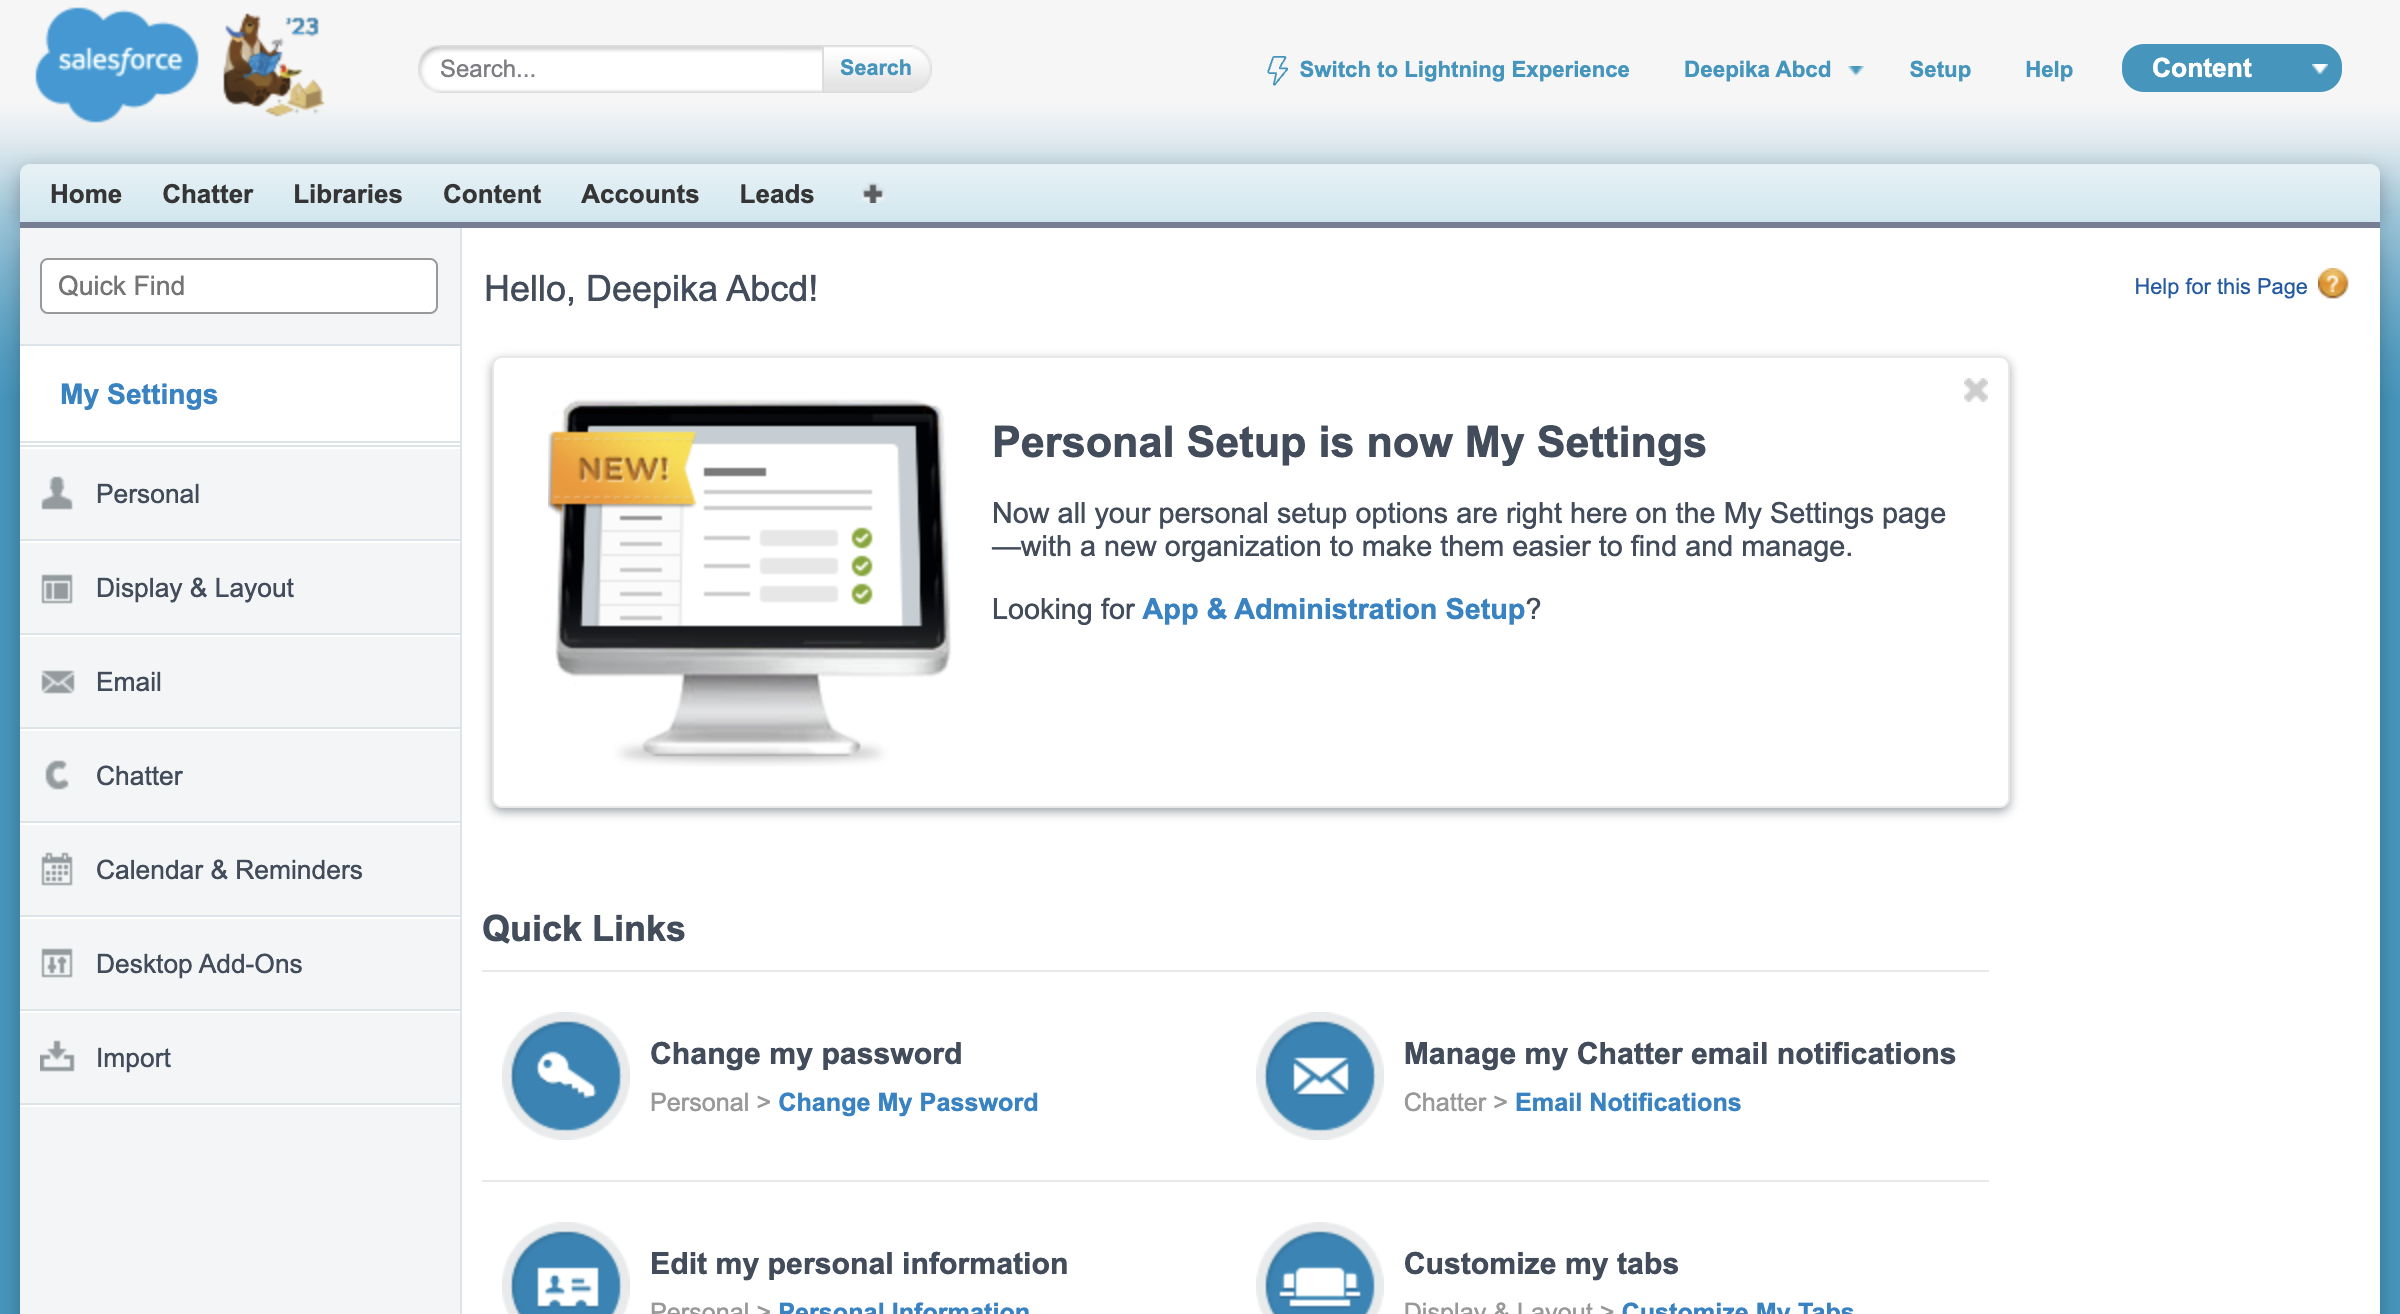 salesforce
'23
Search...
Search
Switch to Lightning Experience
Deepika Abcd
Setup
Help
Content
Home
Chatter
Libraries
Content
Accounts
Leads
Quick Find
My Settings
Personal
Display & Layout
Email
Chatter
Calendar & Reminders
Desktop Add-Ons
Import
Hello, Deepika Abcd!
Help for this Page
NEW!
Personal Setup is now My Settings
Now all your personal setup options are right here on the My Settings page
—with a new organization to make them easier to find and manage.
Looking for App & Administration Setup?
Quick Links
Change my password
Personal > Change My Password
Manage my Chatter email notifications
Chatter > Email Notifications
Edit my personal information
Personal > Personal Information
Customize my tabs
Display & Layout > Customize My Tabs